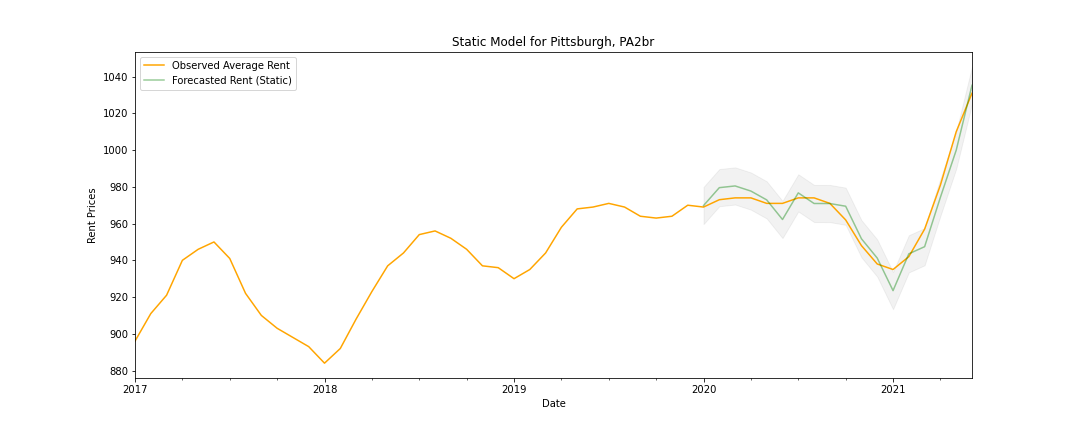 Static Model for Pittsburgh, PA2br
Observed Average Rent
Forecasted Rent (Static)
Rent Prices
1040
1020
1000
980
960
940
920
900
880
2017 2018 2019 2020 2021
Date